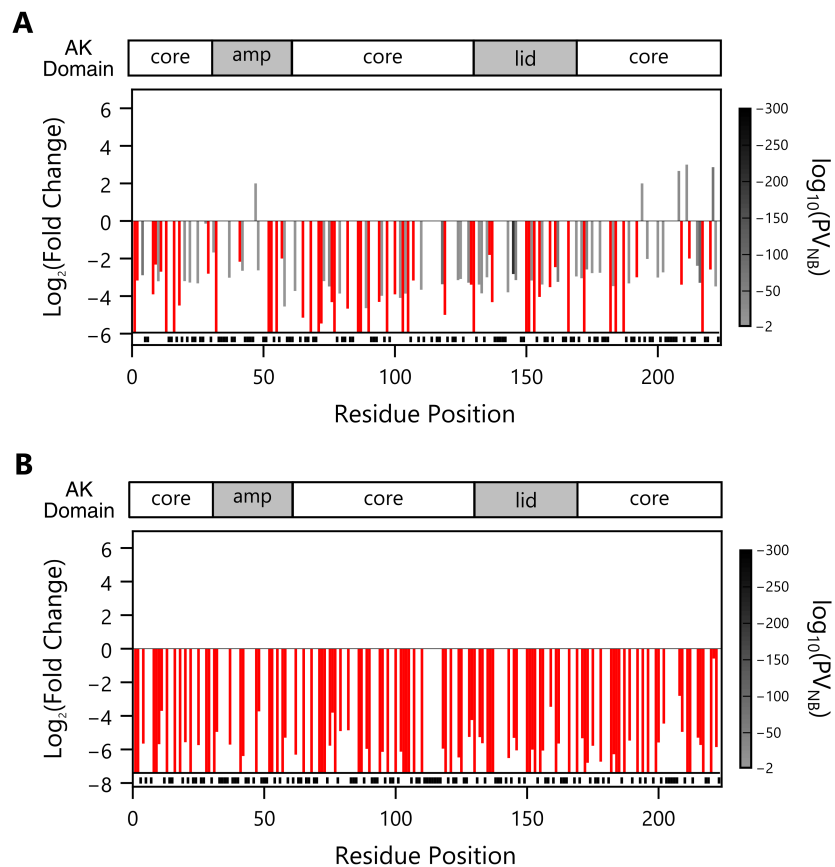 A
AK
Domain
core amp core lid core
Log₂(Fold Change)
6
4
2
0
−2
−4
−6
0 50 100 150 200
Residue Position
−300
−250
−200
−150
−100
−50
−2
log₁₀(PV_NB)
B
AK
Domain
core amp core lid core
Log₂(Fold Change)
6
4
2
0
−2
−4
−6
−8
0 50 100 150 200
Residue Position
−300
−250
−200
−150
−100
−50
−2
log₁₀(PV_NB)